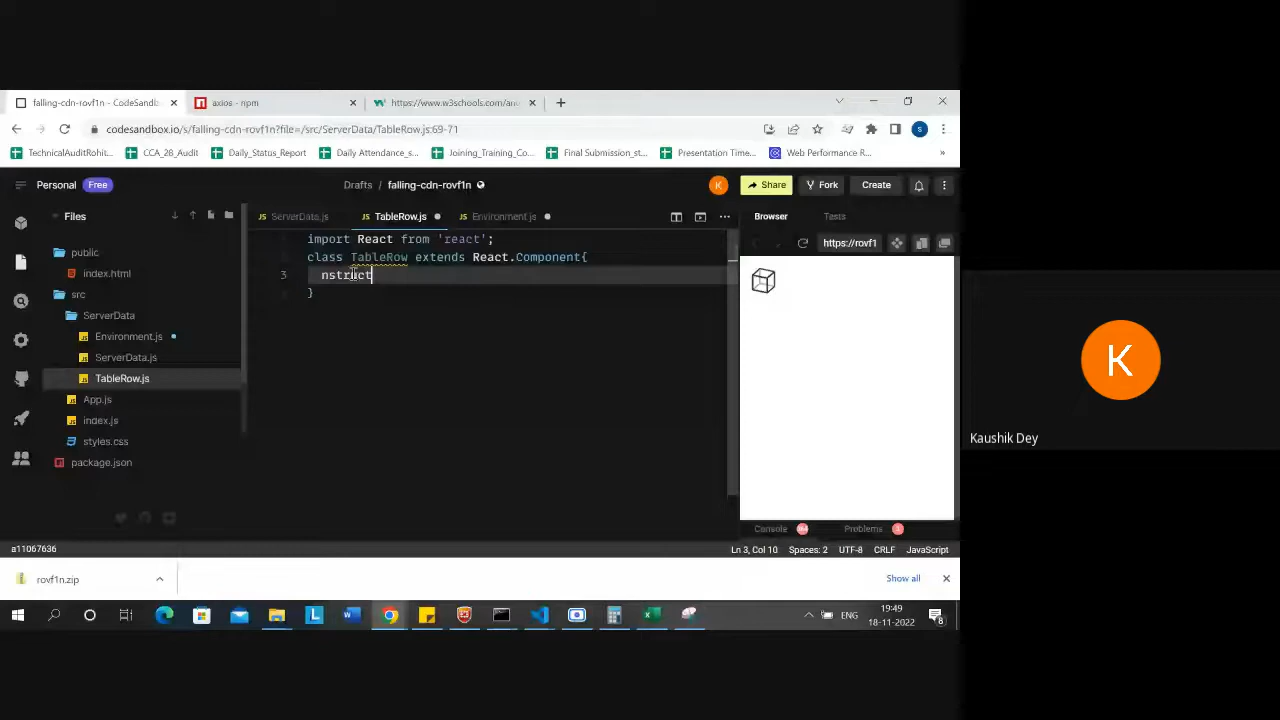 falling-cdn-rovf1n - CodeSandb
axios - npm
https://www.w3schools.com/an
codesandbox.io/s/falling-cdn-rovf1n?file=/src/ServerData/TableRow.js:69-71
TechnicalAuditRohit...
CCA_28_Audit
Daily_Status_Report
Daily Attendance_s...
Joining_Training_Co...
Final Submission_st...
Presentation Time...
Web Performance R...
Personal Free
Drafts / falling-cdn-rovf1n
K
Share
Fork
Create
Files
ServerData.js
TableRow.js
Environment.js
Browser
Tests
https://rovf1
public
index.html
src
ServerData
Environment.js
ServerData.js
TableRow.js
App.js
index.js
styles.css
package.json
import React from 'react';
class TableRow extends React.Component{
3 nstruct
}
K
Kaushik Dey
Console
Problems
a11067636
Ln 3, Col 10 Spaces: 2 UTF-8 CRLF JavaScript
rovf1n.zip
Show all
ENG
19:49
18-11-2022
8